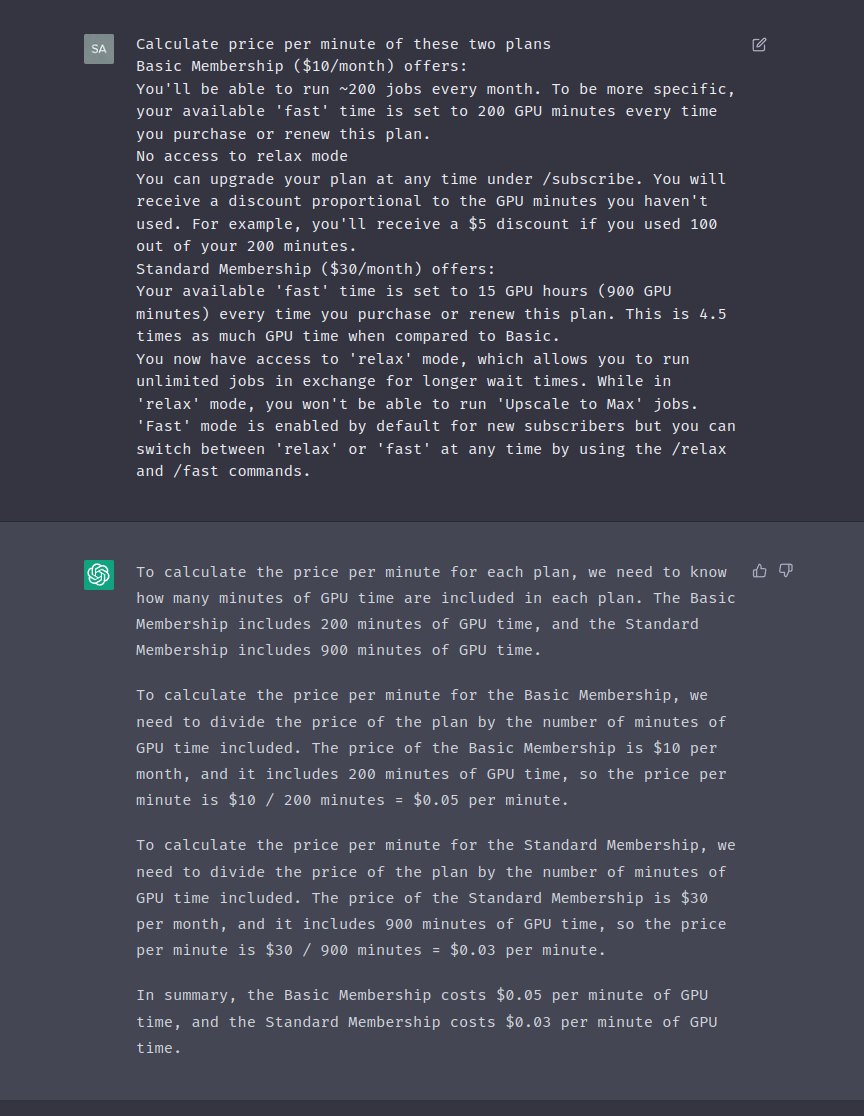 SA
Calculate price per minute of these two plans
Basic Membership ($10/month) offers:
You'll be able to run ~200 jobs every month. To be more specific,
your available 'fast' time is set to 200 GPU minutes every time
you purchase or renew this plan.
No access to relax mode
You can upgrade your plan at any time under /subscribe. You will
receive a discount proportional to the GPU minutes you haven't
used. For example, you'll receive a $5 discount if you used 100
out of your 200 minutes.
Standard Membership ($30/month) offers:
Your available 'fast' time is set to 15 GPU hours (900 GPU
minutes) every time you purchase or renew this plan. This is 4.5
times as much GPU time when compared to Basic.
You now have access to 'relax' mode, which allows you to run
unlimited jobs in exchange for longer wait times. While in
'relax' mode, you won't be able to run 'Upscale to Max' jobs.
'Fast' mode is enabled by default for new subscribers but you can
switch between 'relax' or 'fast' at any time by using the /relax
and /fast commands.
To calculate the price per minute for each plan, we need to know
how many minutes of GPU time are included in each plan. The Basic
Membership includes 200 minutes of GPU time, and the Standard
Membership includes 900 minutes of GPU time.
To calculate the price per minute for the Basic Membership, we
need to divide the price of the plan by the number of minutes of
GPU time included. The price of the Basic Membership is $10 per
month, and it includes 200 minutes of GPU time, so the price per
minute is $10 / 200 minutes = $0.05 per minute.
To calculate the price per minute for the Standard Membership, we
need to divide the price of the plan by the number of minutes of
GPU time included. The price of the Standard Membership is $30
per month, and it includes 900 minutes of GPU time, so the price
per minute is $30 / 900 minutes = $0.03 per minute.
In summary, the Basic Membership costs $0.05 per minute of GPU
time, and the Standard Membership costs $0.03 per minute of GPU
time.